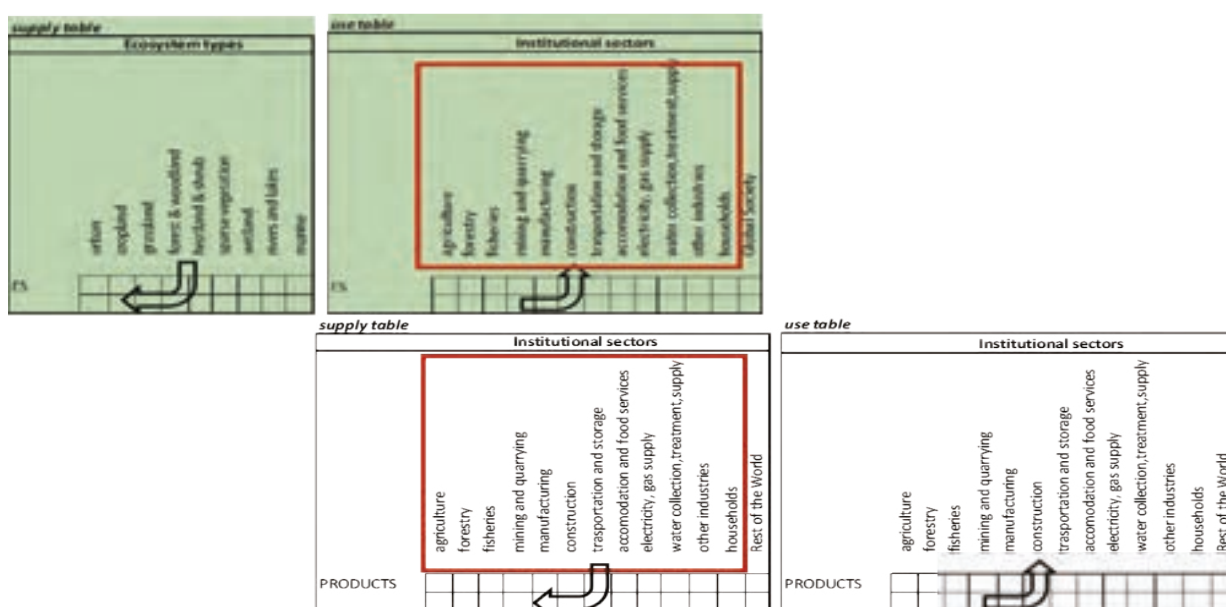 supply table
Ecosystem types
urban
cropland
grassland
forest & woodland
heatland & shrub
sparse vegetation
wetland
rivers and lakes
marine
ES
use table
Institutional sectors
agriculture
forestry
fisheries
mining and quarrying
manufacturing
construction
trasportation and storage
accomodation and food services
electricity, gas supply
water collection,treatment,supply
other industries
households
Global Society
ES
supply table
Institutional sectors
agriculture
forestry
fisheries
mining and quarrying
manufacturing
construction
trasportation and storage
accomodation and food services
electricity, gas supply
water collection,treatment,supply
other industries
households
Rest of the World
PRODUCTS
use table
Institutional sectors
agriculture
forestry
fisheries
mining and quarrying
manufacturing
construction
trasportation and storage
accomodation and food services
electricity, gas supply
water collection,treatment,supply
other industries
households
Rest of the World
PRODUCTS